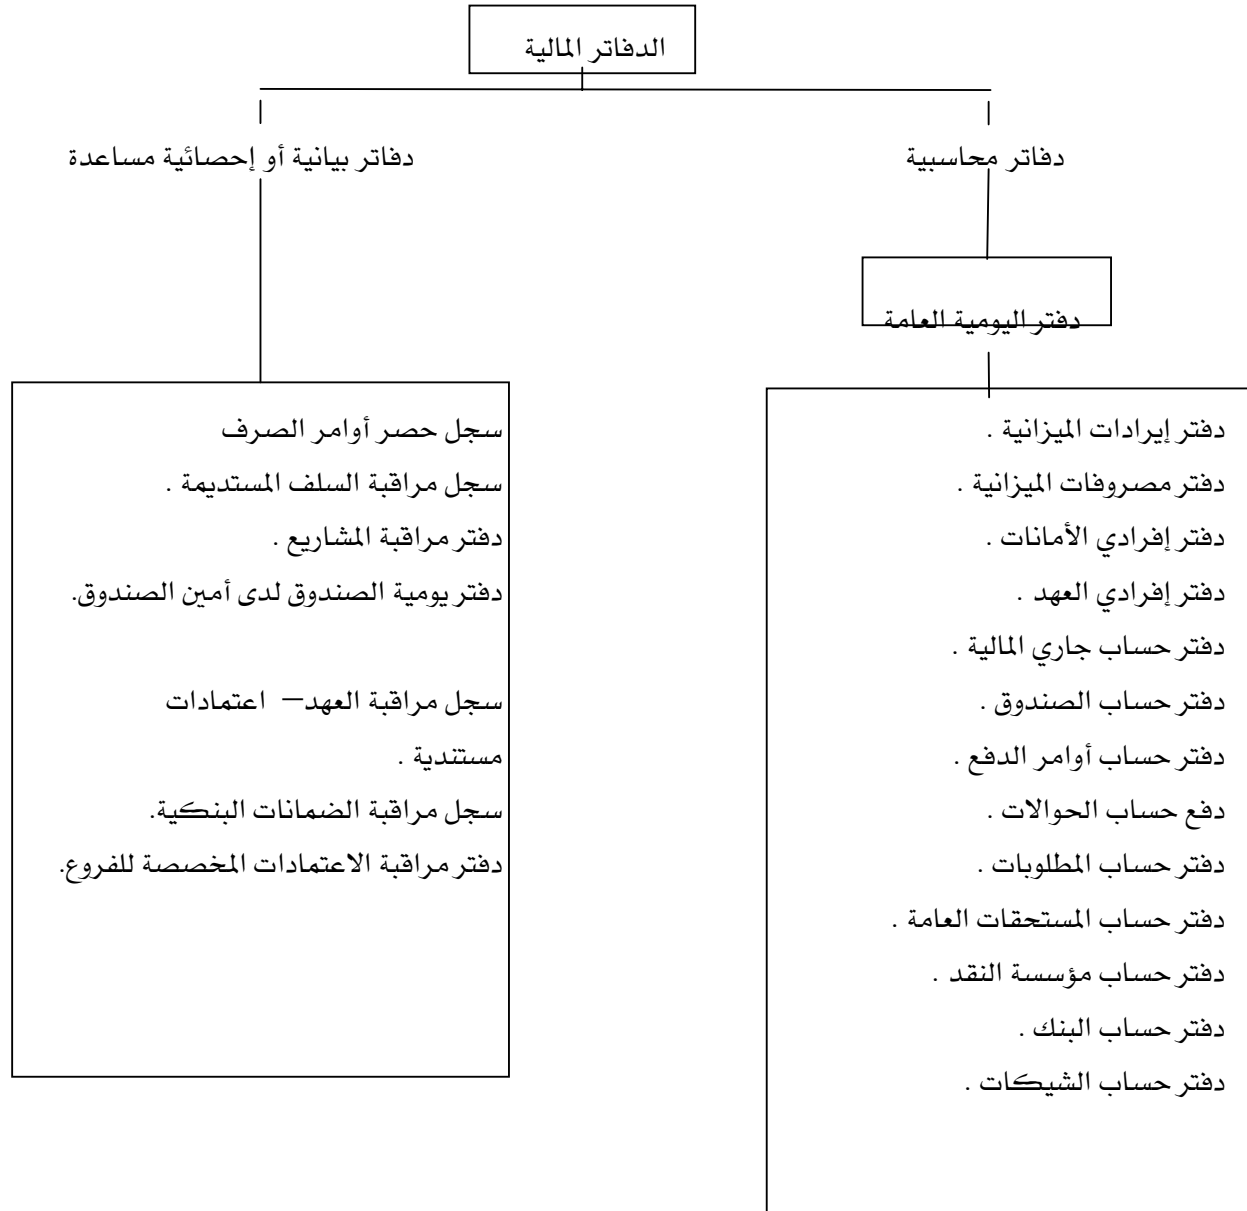 الدفاتر المالية
دفاتر محاسبية
دفاتر بيانية أو إحصائية مساعدة
دفتر اليومية العامة
دفتر إيرادات الميزانية .
دفتر مصروفات الميزانية .
دفتر إفرادي الأمانات .
دفتر إفرادي العهد .
دفتر حساب جاري المالية .
دفتر حساب الصندوق .
دفتر حساب أوامر الدفع .
دفع حساب الحوالات .
دفتر حساب المطلوبات .
دفتر حساب المستحقات العامة .
دفتر حساب مؤسسة النقد .
دفتر حساب البنك .
دفتر حساب الشيكات .
سجل حصر أوامر الصرف
سجل مراقبة السلف المستديمة .
دفتر مراقبة المشاريع .
دفتر يومية الصندوق لدى أمين الصندوق.
سجل مراقبة العهد – اعتمادات
مستندية .
سجل مراقبة الضمانات البنكية.
دفتر مراقبة الاعتمادات المخصصة للفروع.